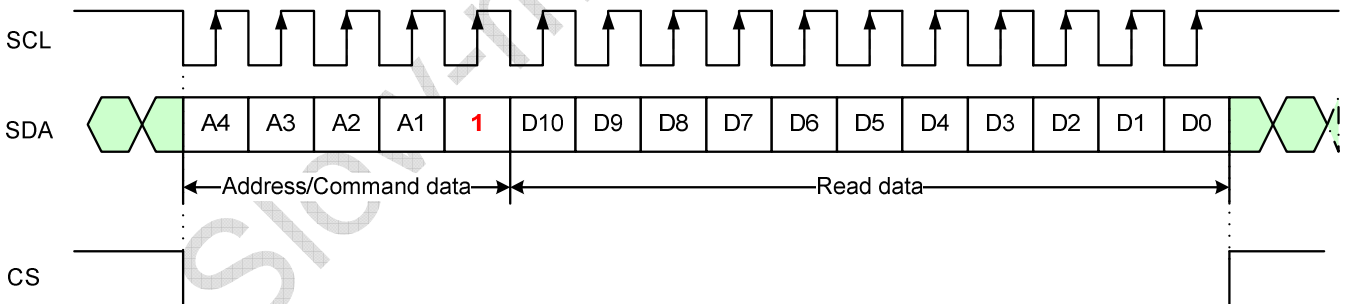 SCL
SDA A4 A3 A2 A1 1 D10 D9 D8 D7 D6 D5 D4 D3 D2 D1 D0
Address/Command data Read data
CS